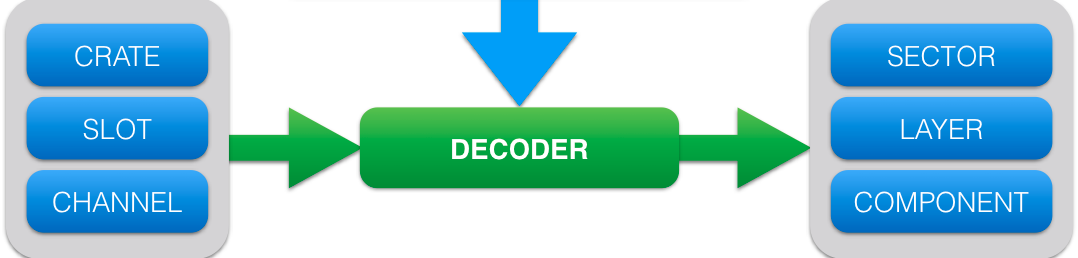 CRATE
SLOT
CHANNEL
DECODER
SECTOR
LAYER
COMPONENT